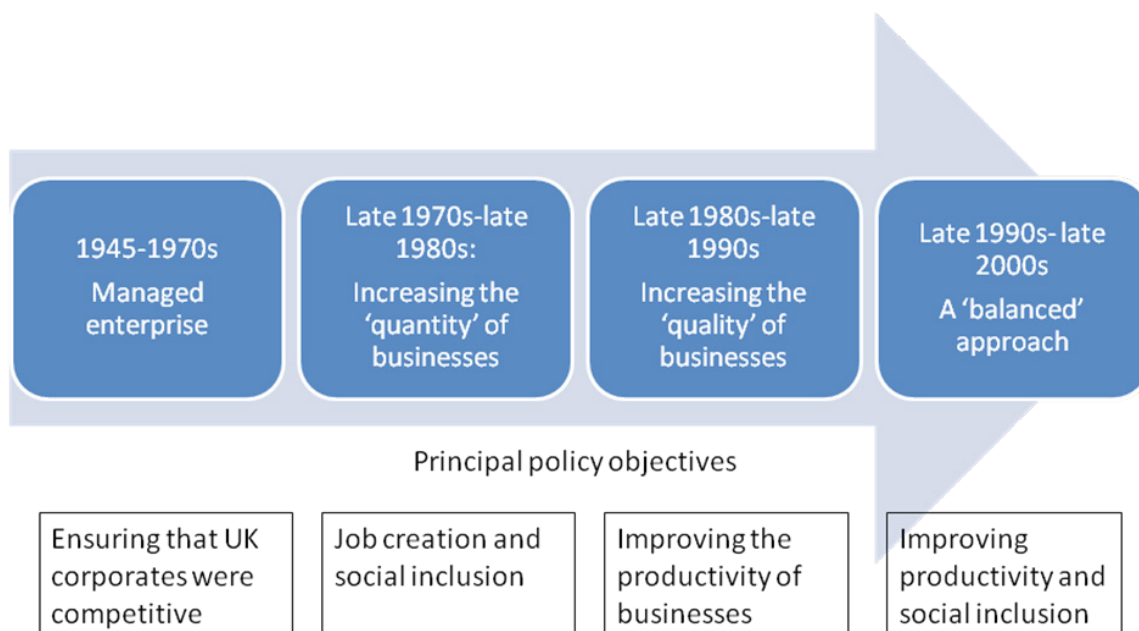 1945-1970s
Managed
enterprise
Late 1970s-late
1980s:
Increasing the
‘quantity’ of
businesses
Late 1980s-late
1990s
Increasing the
‘quality’ of
businesses
Late 1990s- late
2000s
A ‘balanced’
approach
Principal policy objectives
Ensuring that UK
corporates were
competitive
Job creation and
social inclusion
Improving the
productivity of
businesses
Improving
productivity and
social inclusion